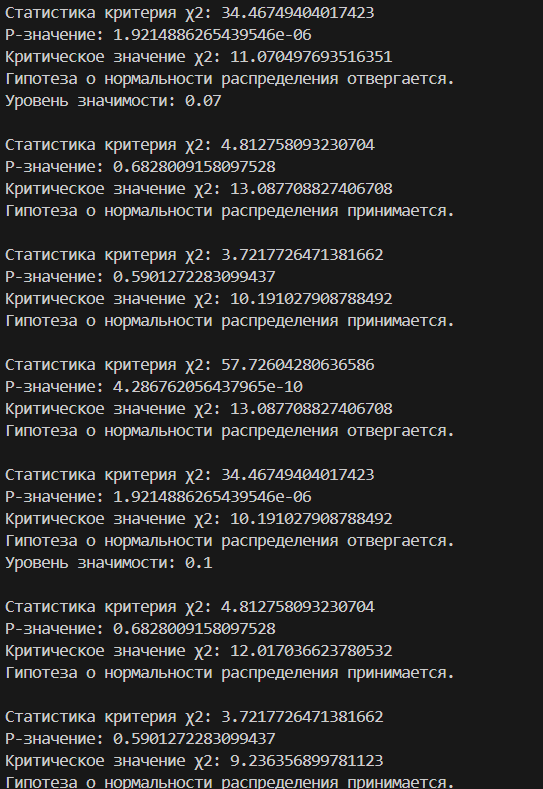 Статистика критерия χ2: 34.46749404017423
P-значение: 1.9214886265439546e-06
Критическое значение χ2: 11.070497693516351
Гипотеза о нормальности распределения отвергается.
Уровень значимости: 0.07
Статистика критерия χ2: 4.812758093230704
P-значение: 0.6828009158097528
Критическое значение χ2: 13.087708827406708
Гипотеза о нормальности распределения принимается.
Статистика критерия χ2: 3.7217726471381662
P-значение: 0.5901272283099437
Критическое значение χ2: 10.191027908788492
Гипотеза о нормальности распределения принимается.
Статистика критерия χ2: 57.72604280636586
P-значение: 4.286762056437965e-10
Критическое значение χ2: 13.087708827406708
Гипотеза о нормальности распределения отвергается.
Статистика критерия χ2: 34.46749404017423
P-значение: 1.9214886265439546e-06
Критическое значение χ2: 10.191027908788492
Гипотеза о нормальности распределения отвергается.
Уровень значимости: 0.1
Статистика критерия χ2: 4.812758093230704
P-значение: 0.6828009158097528
Критическое значение χ2: 12.017036623780532
Гипотеза о нормальности распределения принимается.
Статистика критерия χ2: 3.7217726471381662
P-значение: 0.5901272283099437
Критическое значение χ2: 9.236356899781123
Гипотеза о нормальности распределения принимается.